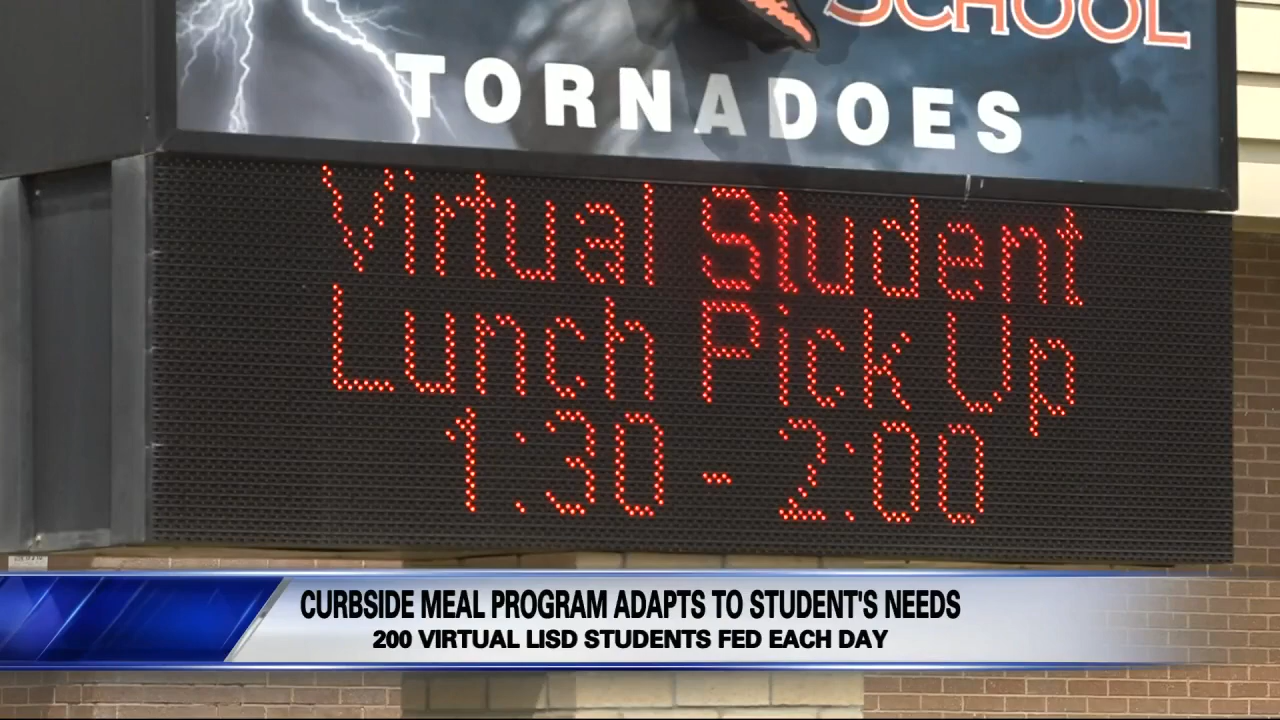 SCHOOL
TORNADOES
Virtual Student
Lunch Pick Up
1:30 - 2:00
CURBSIDE MEAL PROGRAM ADAPTS TO STUDENT'S NEEDS
200 VIRTUAL LISD STUDENTS FED EACH DAY